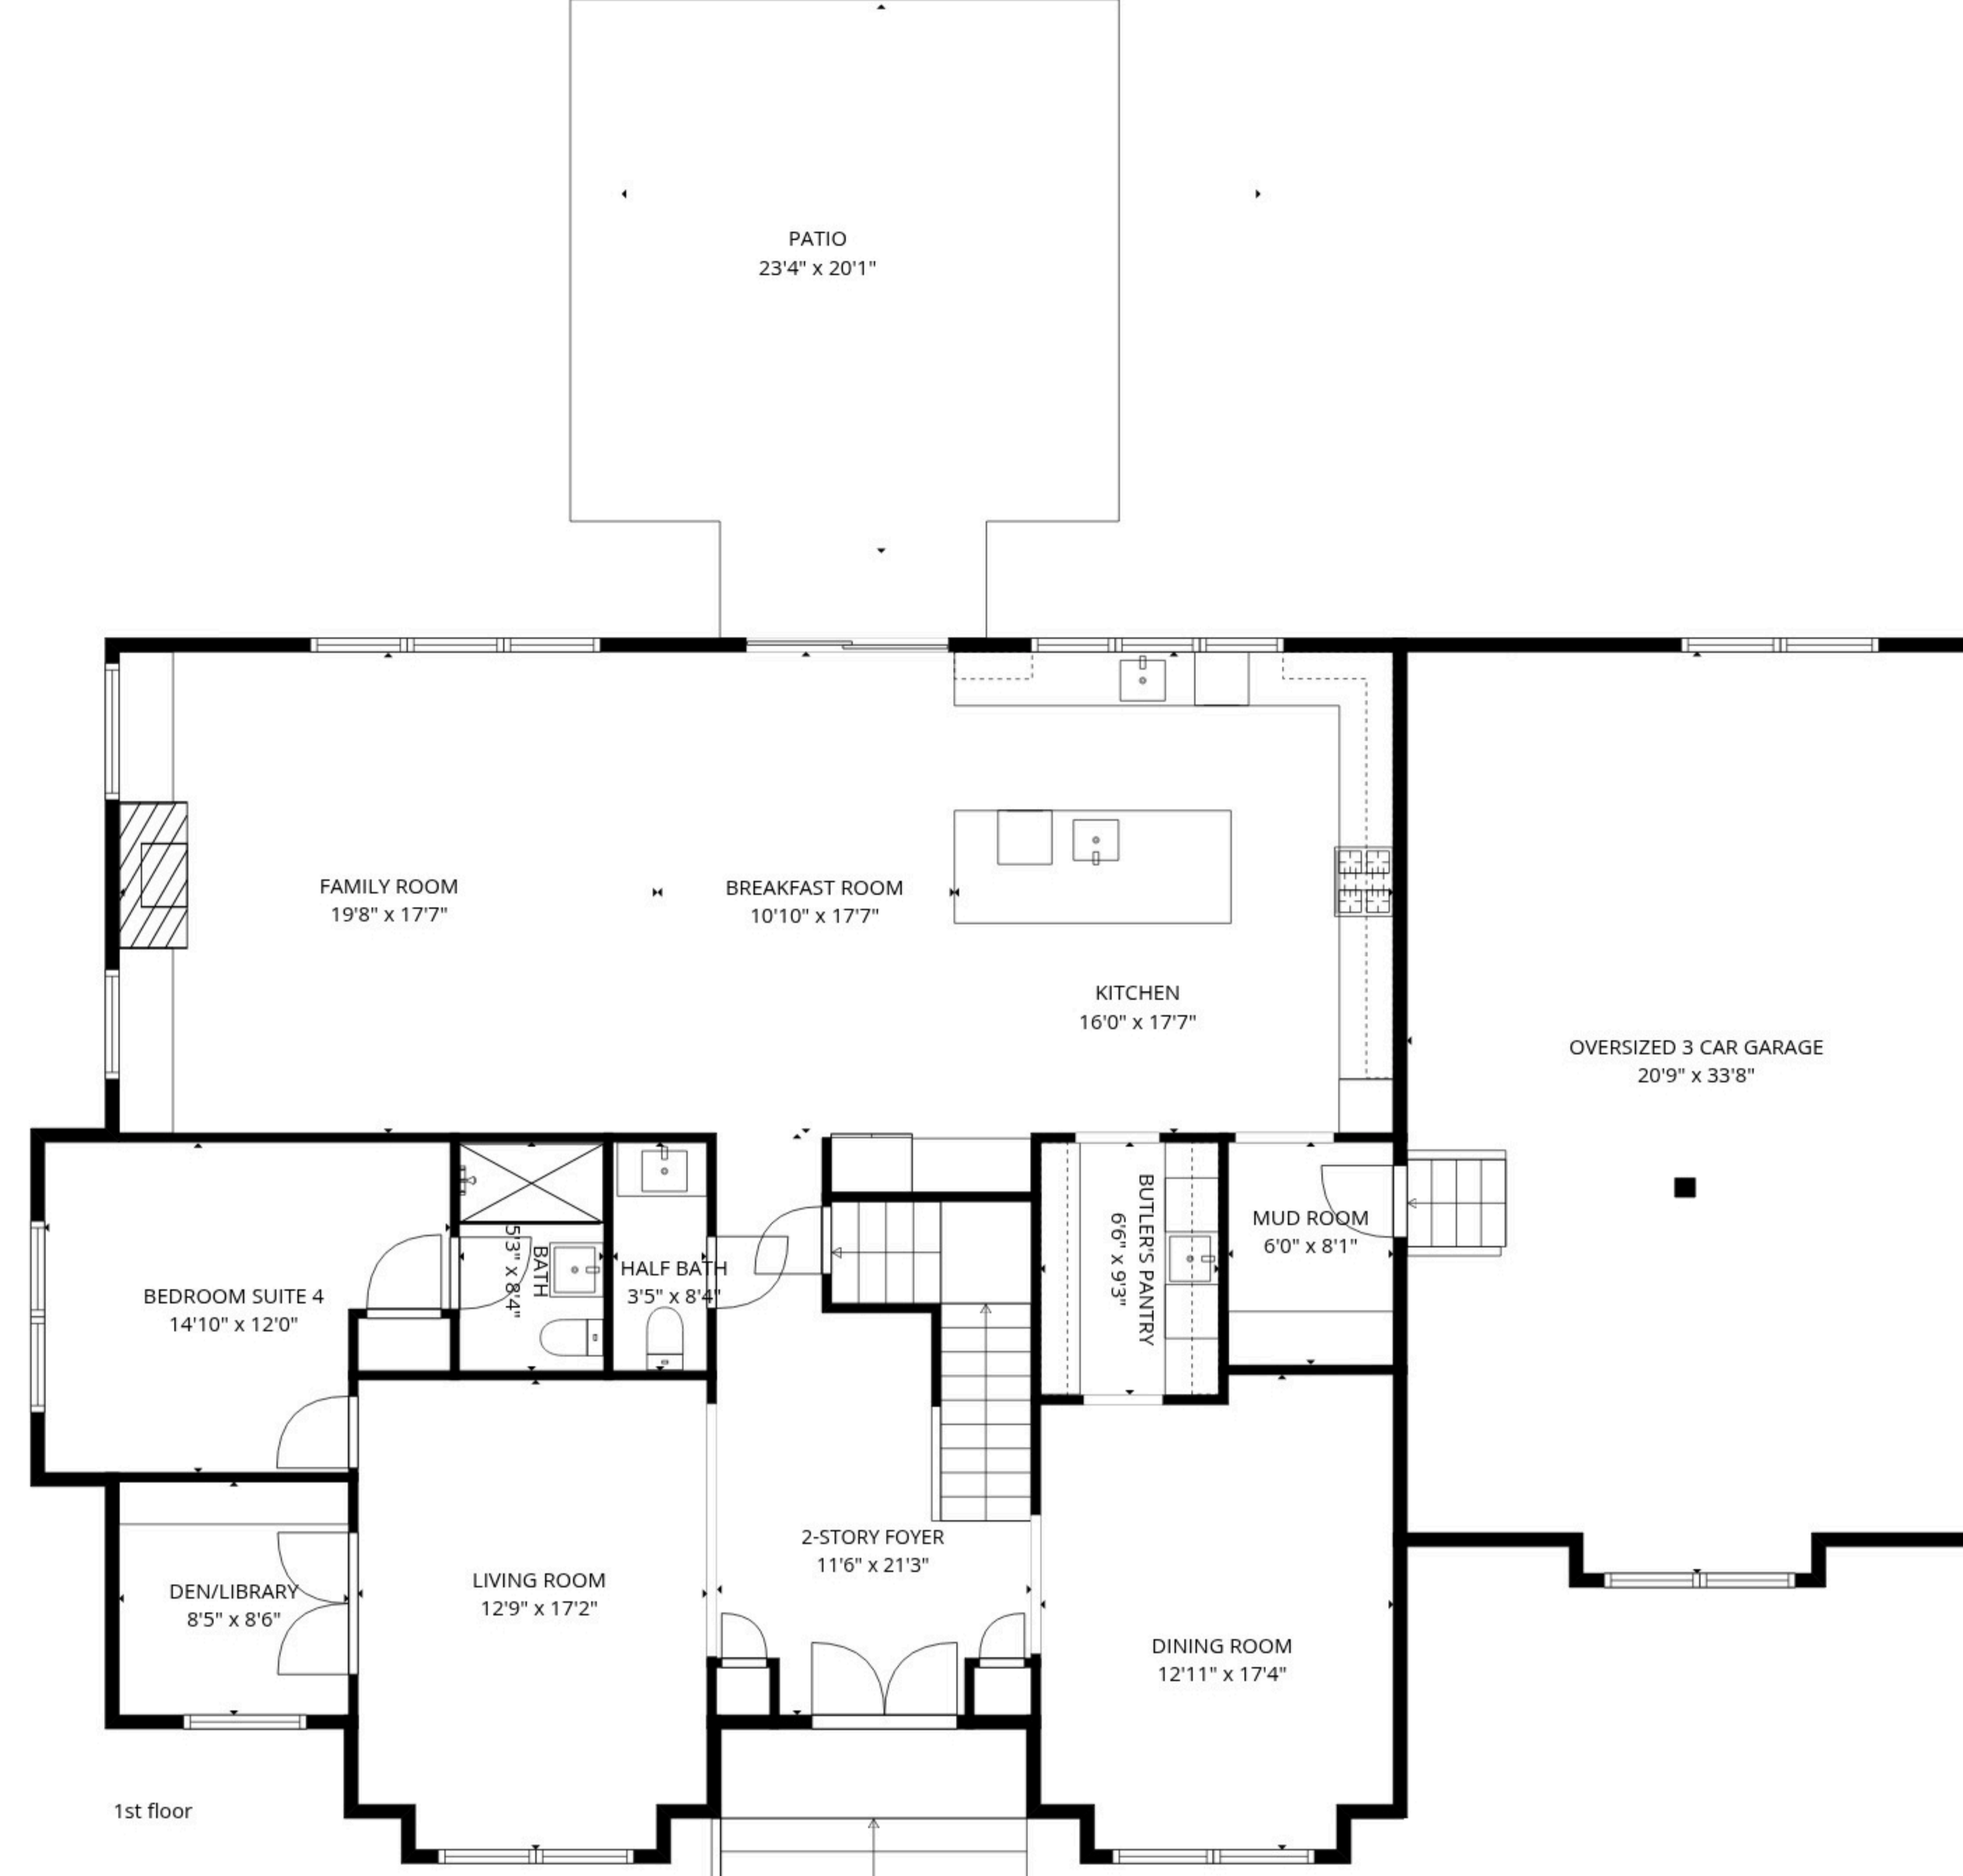 PATIO
23'4" x 20'1"
FAMILY ROOM
19'8" x 17'7"
BREAKFAST ROOM
10'10" x 17'7"
KITCHEN
16'0" x 17'7"
OVERSIZED 3 CAR GARAGE
20'9" x 33'8"
BEDROOM SUITE 4
14'10" x 12'0"
BATH
5'3" x 8'4"
HALF BATH
3'5" x 8'4"
BUTLER'S PANTRY
6'6" x 9'3"
MUD ROOM
6'0" x 8'1"
2-STORY FOYER
11'6" x 21'3"
DEN/LIBRARY
8'5" x 8'6"
LIVING ROOM
12'9" x 17'2"
DINING ROOM
12'11" x 17'4"
1st floor